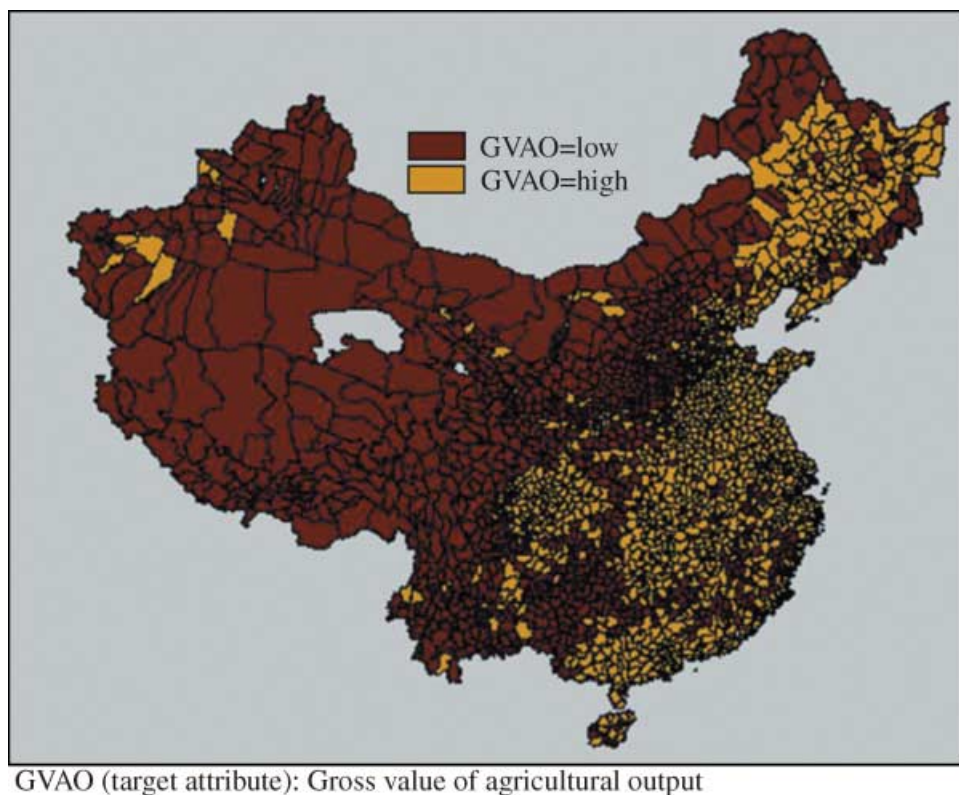 GVAO=low
GVAO=high
GVAO (target attribute): Gross value of agricultural output